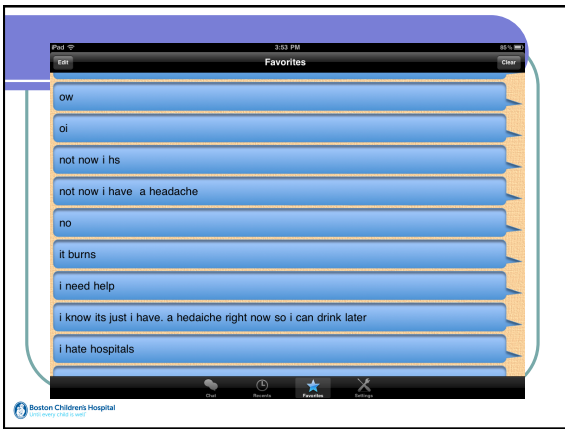 iPad 3:53 PM 85%
Edit Favorites Clear
ow
oi
not now i hs
not now i have  a headache
no
it burns
i need help
i know its just i have. a hedaiche right now so i can drink later
i hate hospitals
Chat Recents Favorites Settings
Boston Children's Hospital
Until every child is well